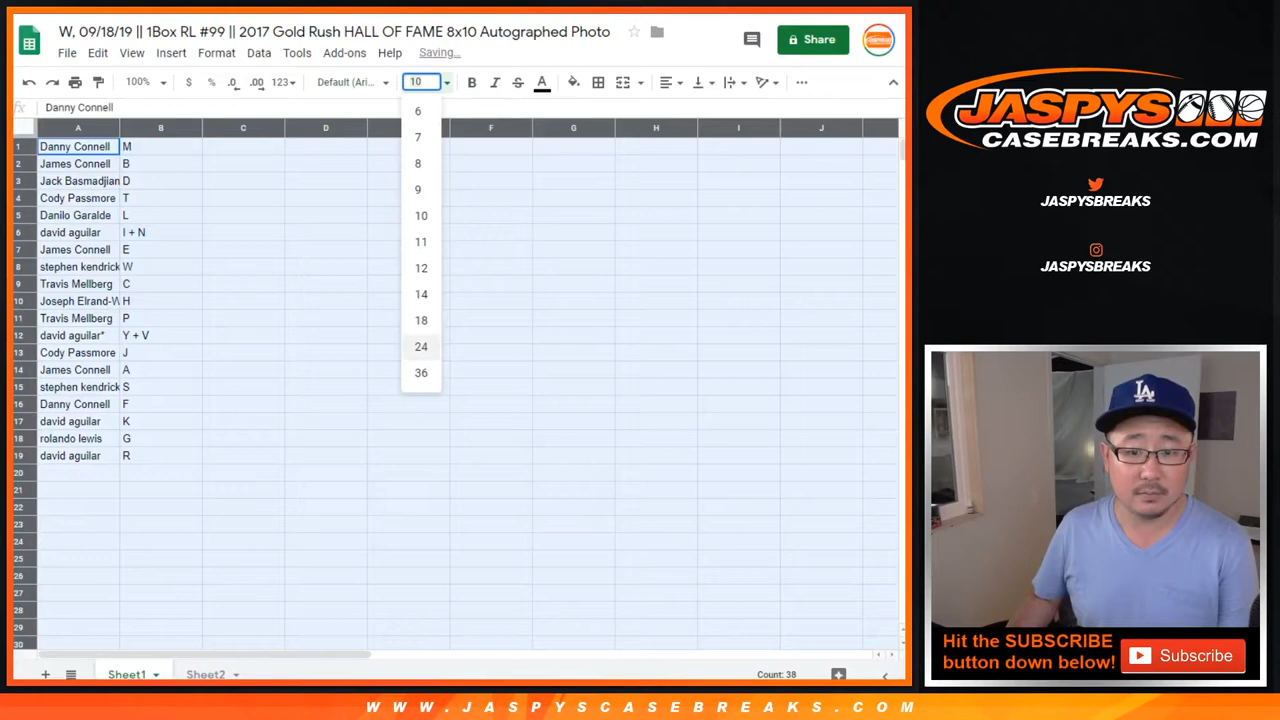 W, 09/18/19 || 1Box RL #99 || 2017 Gold Rush HALL OF FAME 8x10 Autographed Photo
File Edit View Insert Format Data Tools Add-ons Help Saving…
Share
100% $ % .0 .00 123 Default (Ari... 10 B I S A
fx Danny Connell
A B C D F G H I J
1 Danny Connell M
2 James Connell B
3 Jack Basmadjian D
4 Cody Passmore T
5 Danilo Garalde L
6 david aguilar I + N
7 James Connell E
8 stephen kendrick W
9 Travis Mellberg C
10 Joseph Elrand-W H
11 Travis Mellberg P
12 david aguilar* Y + V
13 Cody Passmore J
14 James Connell A
15 stephen kendrick S
16 Danny Connell F
17 david aguilar K
18 rolando lewis G
19 david aguilar R
20
21
22
23
24
25
26
27
28
29
30
6
7
8
9
10
11
12
14
18
24
36
Sheet1 Sheet2 Count: 38
JASPYS
CASEBREAKS.COM
JASPYSBREAKS
JASPYSBREAKS
LA
Hit the SUBSCRIBE
button down below!
Subscribe
WWW.JASPYSCASEBREAKS.COM